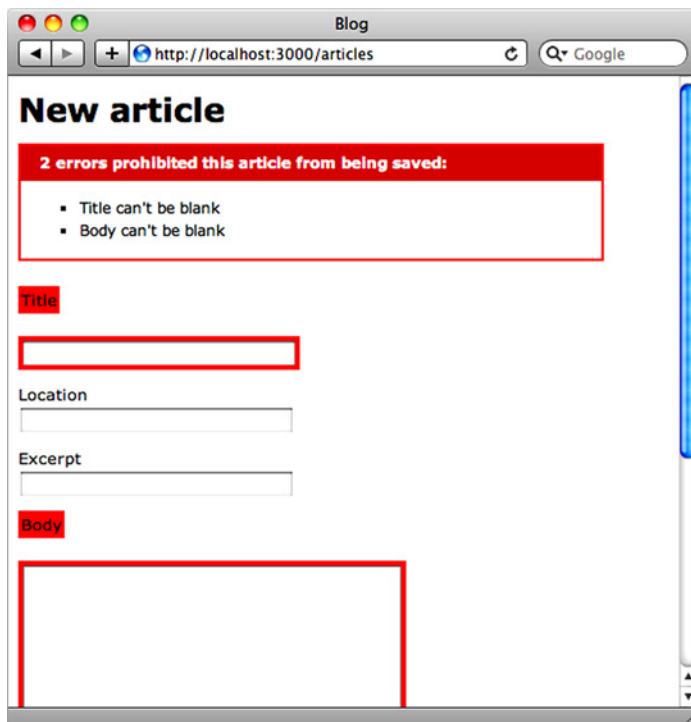 Blog
http://localhost:3000/articles
Google
New article
2 errors prohibited this article from being saved:
Title can't be blank
Body can't be blank
Title
Location
Excerpt
Body